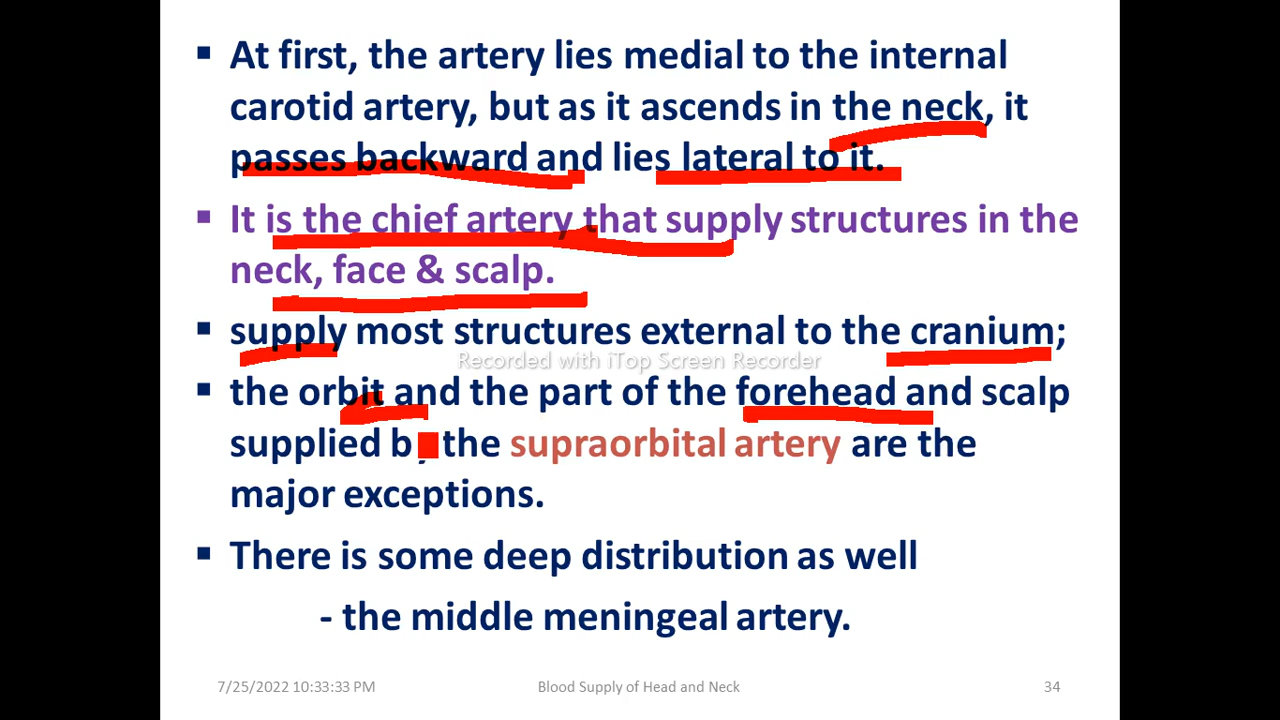 ▪ At first, the artery lies medial to the internal
carotid artery, but as it ascends in the neck, it
passes backward and lies lateral to it.
▪ It is the chief artery that supply structures in the
neck, face & scalp.
▪ supply most structures external to the cranium;
Recorded with iTop Screen Recorder
▪ the orbit and the part of the forehead and scalp
supplied by the supraorbital artery are the
major exceptions.
▪ There is some deep distribution as well
- the middle meningeal artery.
7/25/2022 10:33:33 PM Blood Supply of Head and Neck 34